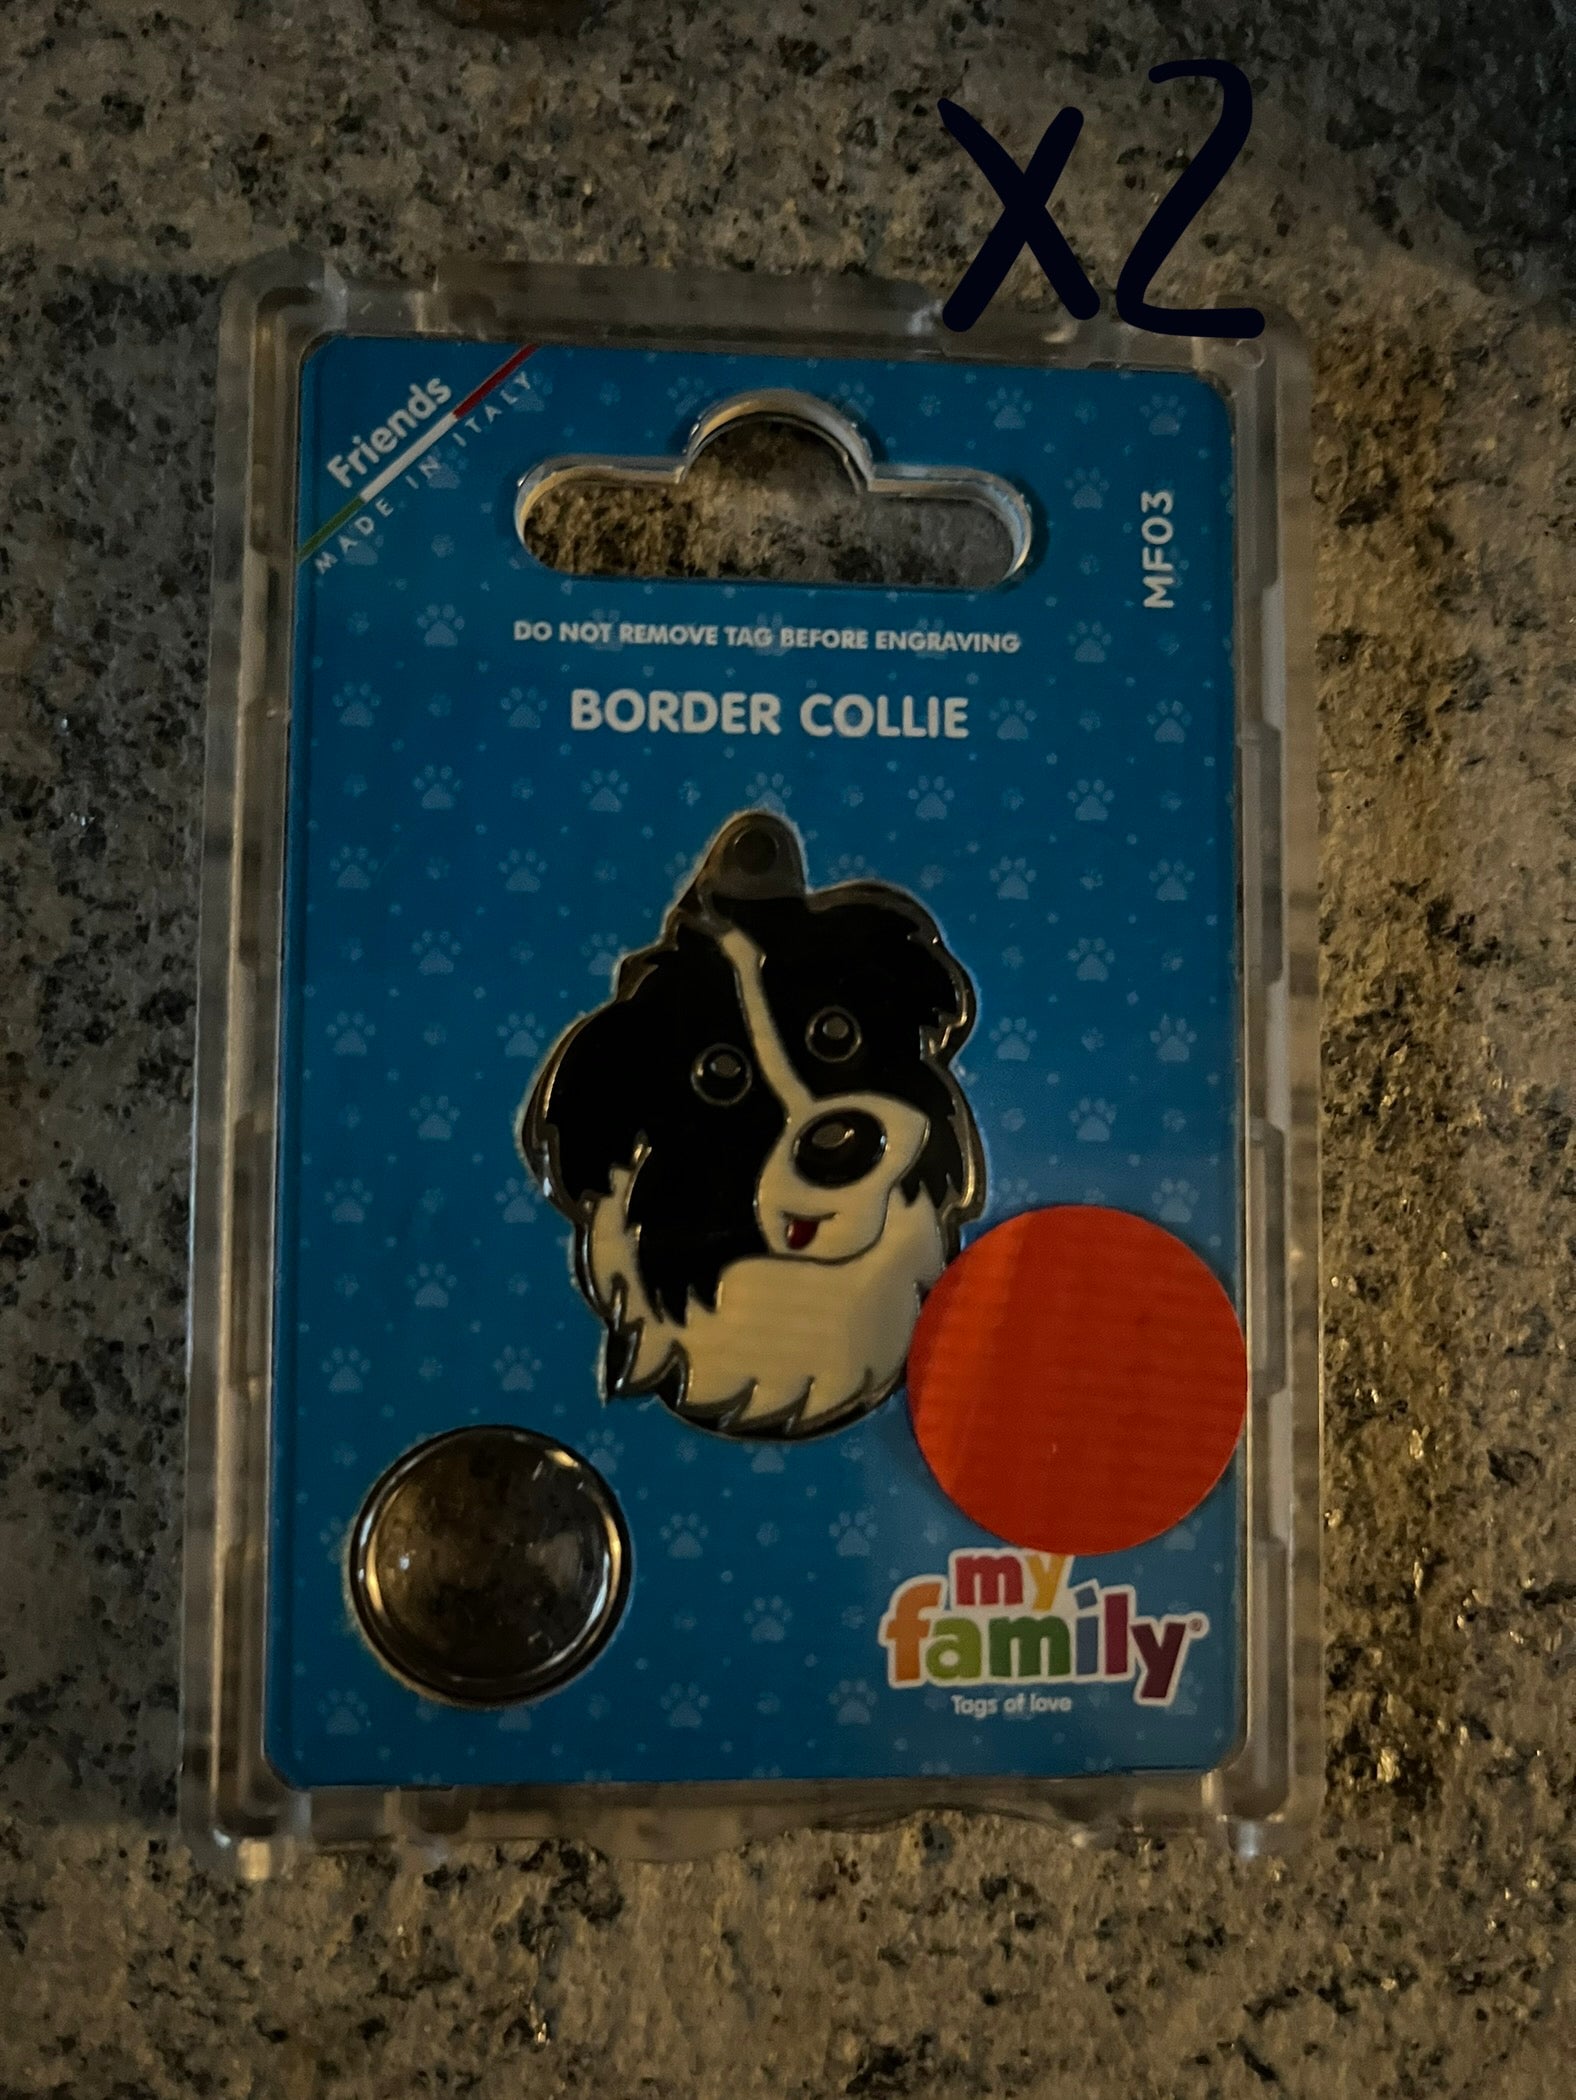 X2
Friends
MADE IN ITALY
MF03
DO NOT REMOVE TAG BEFORE ENGRAVING
BORDER COLLIE
my
family®
Tags of love